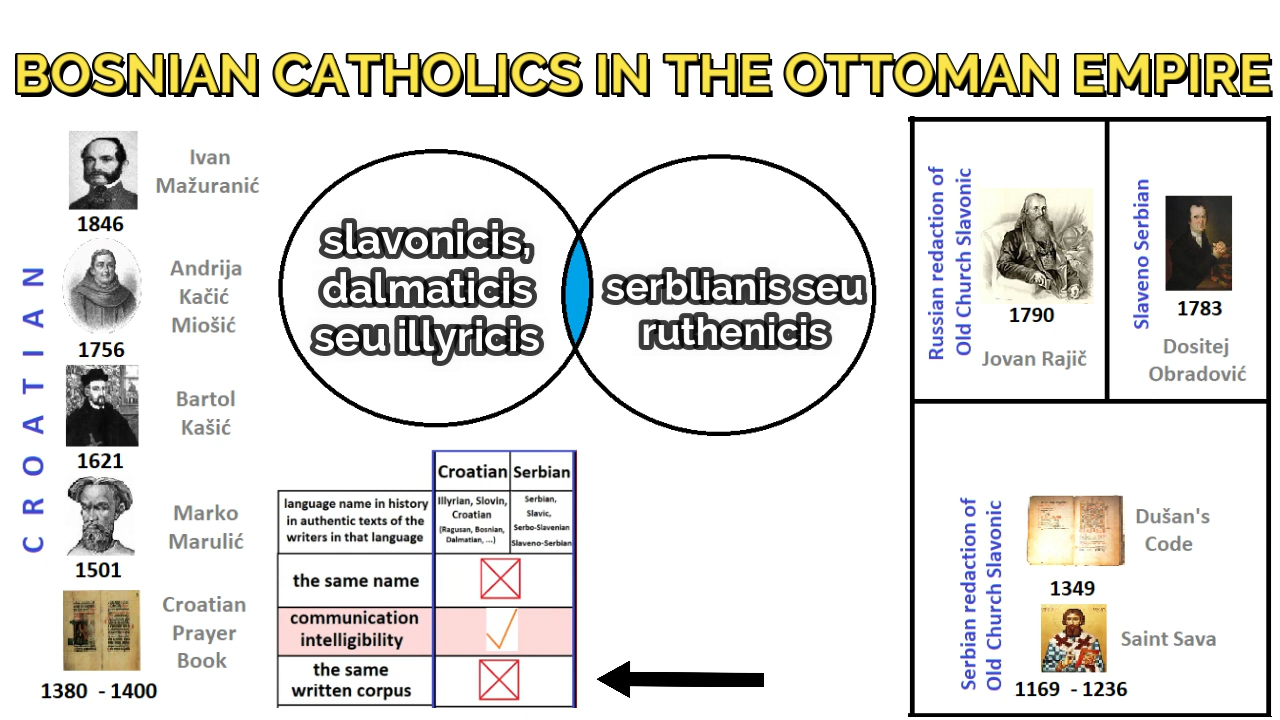 BOSNIAN CATHOLICS IN THE OTTOMAN EMPIRE
CROATIAN
Ivan
Mažuranić
1846
Andrija
Kačić
Miošić
1756
Bartol
Kašić
1621
Marko
Marulić
1501
Croatian
Prayer
Book
1380 - 1400
slavonicis,
dalmaticis
seu illyricis
serblianis seu
ruthenicis
Croatian
Serbian
language name in history
in authentic texts of the
writers in that language
Illyrian, Slovin,
Croatian
(Ragusan, Bosnian,
Dalmatian, ...)
Serbian,
Slavic,
Serbo-Slavenian
Slaveno-Serbian
the same name
communication
intelligibility
the same
written corpus
Russian redaction of
Old Church Slavonic
1790
Jovan Rajič
Slaveno Serbian
1783
Dositej
Obradović
Serbian redaction of
Old Church Slavonic
Dušan's
Code
1349
Saint Sava
1169 - 1236